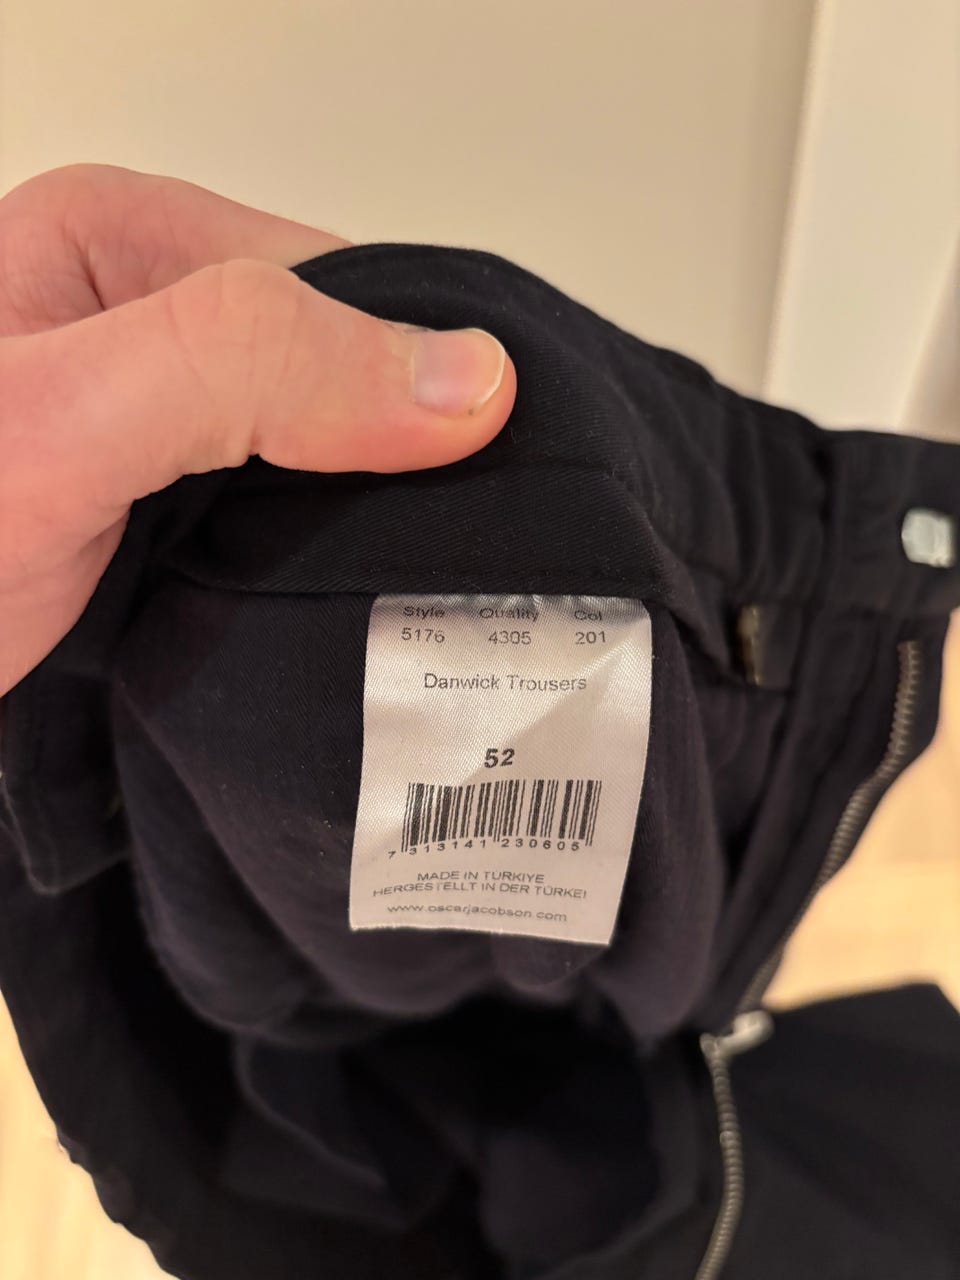 Style Quality Col
5176 4305 201
Danwick Trousers
52
7 313141 230605
MADE IN TURKIYE
HERGESTELLT IN DER TÜRKEI
www.oscarjacobson.com